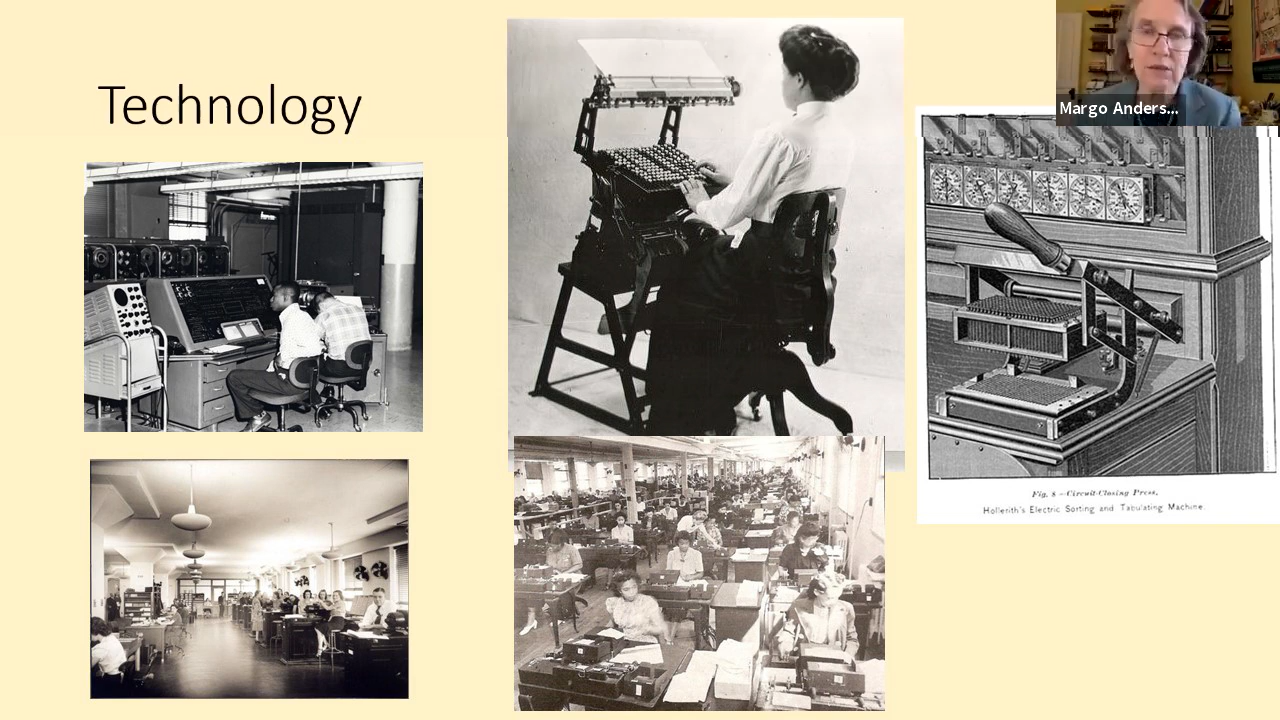 Technology
Margo Anders...
Fig. 8 —Circuit-Closing Press,
Hollerith's Electric Sorting and Tabulating Machine.